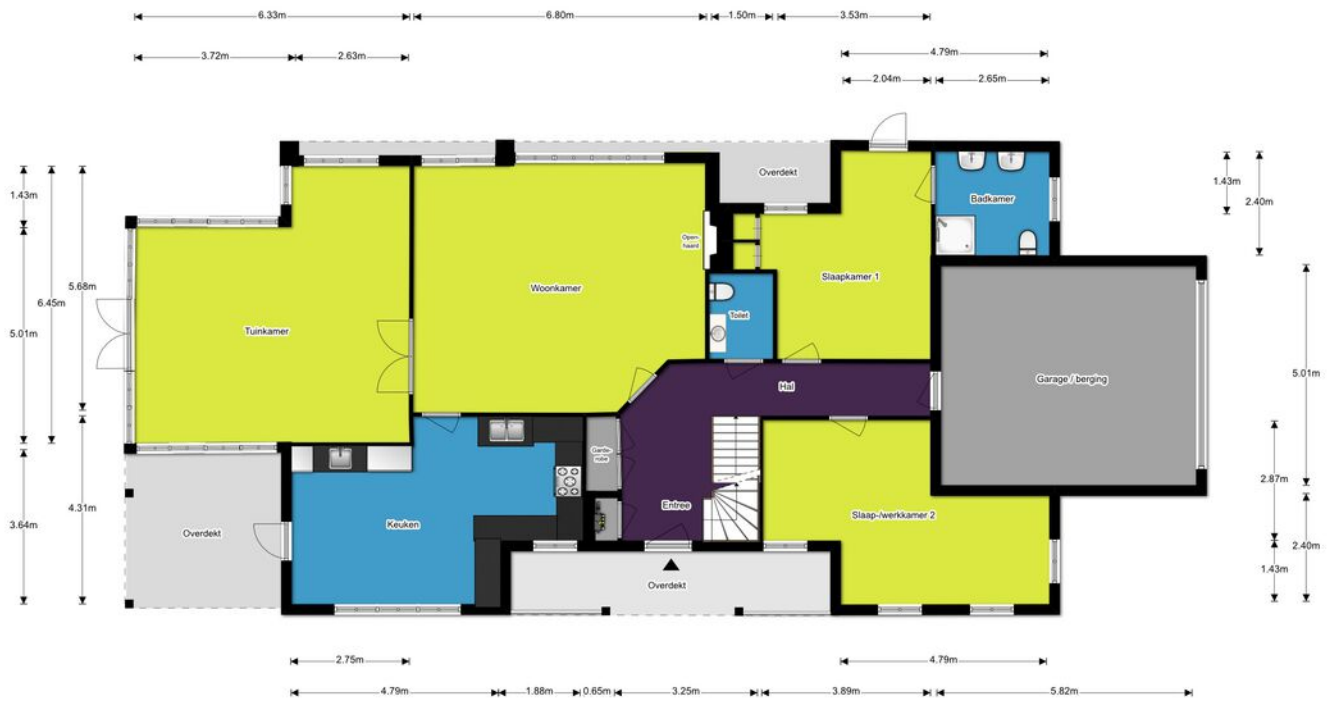 6.33m
6.80m
1.50m
3.53m
3.72m
2.63m
4.79m
2.04m
2.65m
1.43m
6.45m
5.68m
5.01m
3.64m
4.31m
Overdekt
Badkamer
1.43m
2.40m
Open
haard
Woonkamer
Slaapkamer 1
Toilet
Tuinkamer
Hal
Garage / berging
5.01m
Garde
robe
Entree
Keuken
Slaap-/werkkamer 2
2.87m
2.40m
1.43m
Overdekt
Overdekt
2.75m
4.79m
4.79m
1.88m
0.65m
3.25m
3.89m
5.82m